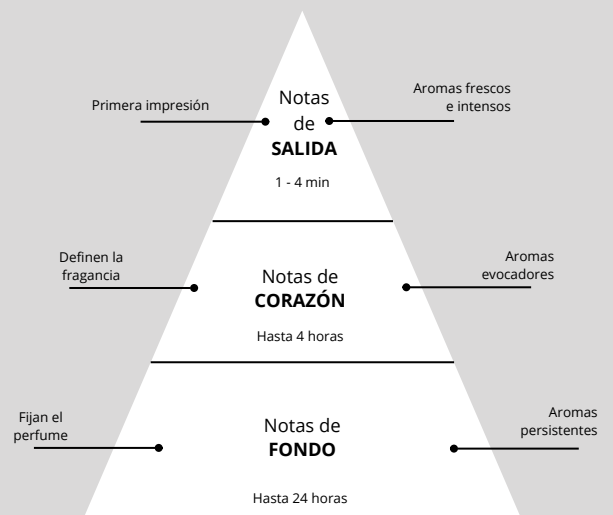 Notas
de
SALIDA
1 - 4 min
Primera impresión
Aromas frescos
e intosos
Definen la
fragancia
Notas de
CORAZÓN
Hasta 4 horas
Aromas
evocadores
Fijan el
perfume
Notas de
FONDO
Hasta 24 horas
Aromas
persistentes